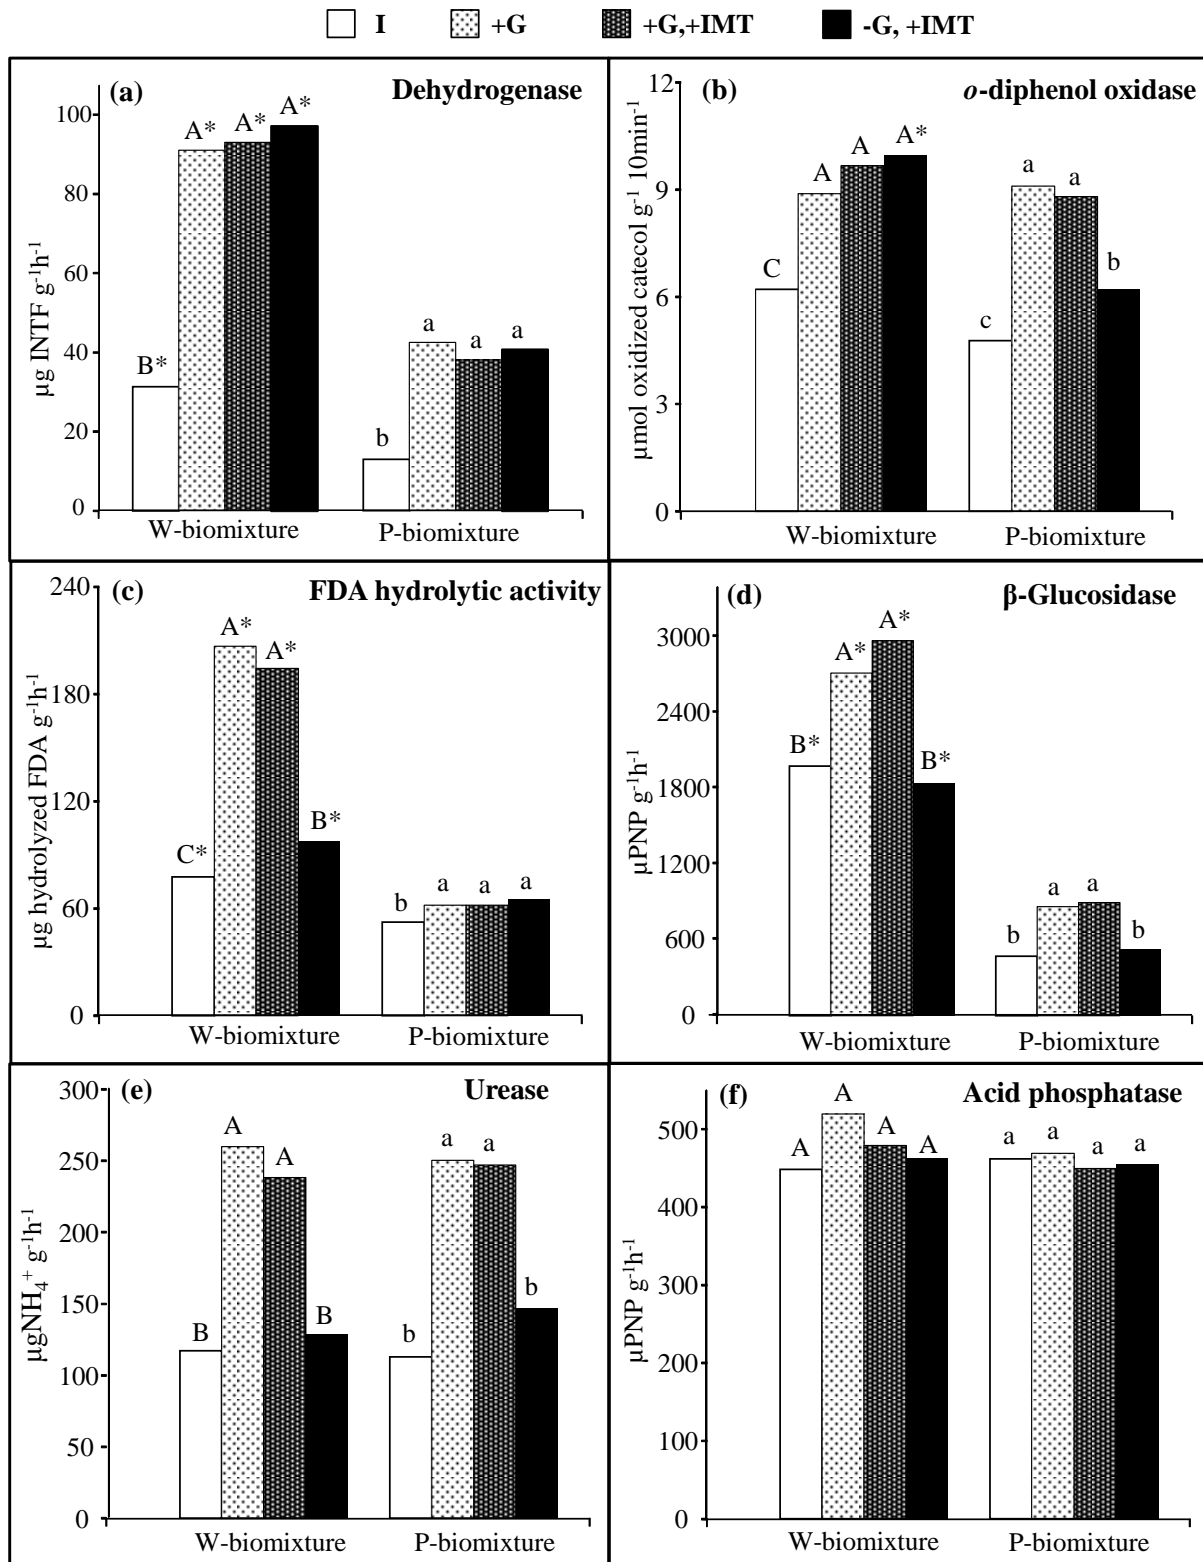 I +G +G,+IMT -G, +IMT
(a) Dehydrogenase
µg INTF g-1h-1
100
80
60
40
20
0
B* A* A* A*
b a a a
W-biomixture P-biomixture
(b) o-diphenol oxidase
µmol oxidized catecol g-1 10min-1
12
9
6
3
0
C A A A*
c a a b
W-biomixture P-biomixture
(c) FDA hydrolytic activity
µg hydrolyzed FDA g-1h-1
240
180
120
60
0
C* A* A* B*
b a a a
W-biomixture P-biomixture
(d) β-Glucosidase
µPNP g-1h-1
3000
2400
1800
1200
600
0
B* A* A* B*
b a a b
W-biomixture P-biomixture
(e) Urease
µgNH4+ g-1h-1
300
250
200
150
100
50
0
B A A B
b a a b
W-biomixture P-biomixture
(f) Acid phosphatase
µPNP g-1h-1
500
400
300
200
100
0
A A A A
a a a a
W-biomixture P-biomixture